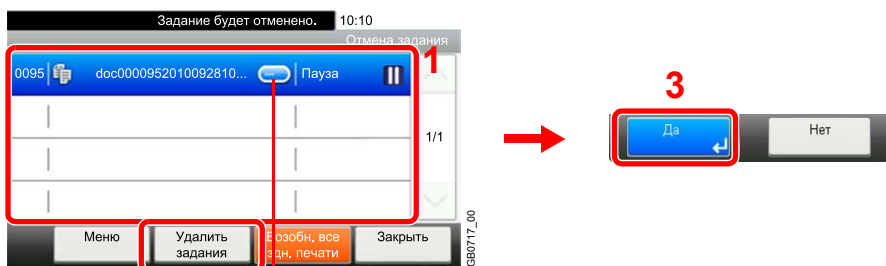 Задание будет отменено. 10:10
Отмена задания
1
0095 doc0000952010092810... Пауза
1/1
Меню
Удалить
задания
Возобн. все
здн. печати
Закрыть
GB0717_00
3
Да
Нет